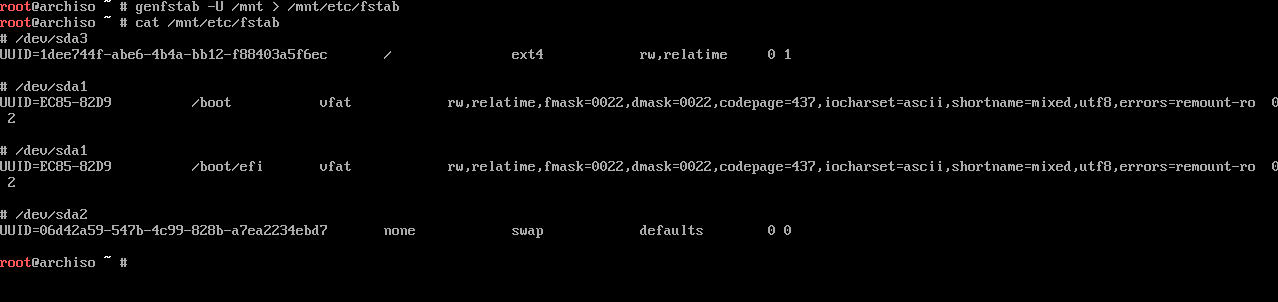 root@archiso ~ # genfstab -U /mnt > /mnt/etc/fstab
root@archiso ~ # cat /mnt/etc/fstab
# /dev/sda3
UUID=1dee744f-abe6-4b4a-bb12-f88403a5f6ec       /               ext4            rw,relatime     0 1

# /dev/sda1
UUID=EC85-82D9          /boot           vfat            rw,relatime,fmask=0022,dmask=0022,codepage=437,iocharset=ascii,shortname=mixed,utf8,errors=remount-ro  0
 2

# /dev/sda1
UUID=EC85-82D9          /boot/efi       vfat            rw,relatime,fmask=0022,dmask=0022,codepage=437,iocharset=ascii,shortname=mixed,utf8,errors=remount-ro  0
 2

# /dev/sda2
UUID=06d42a59-547b-4c99-828b-a7ea2234ebd7       none            swap            defaults        0 0

root@archiso ~ #